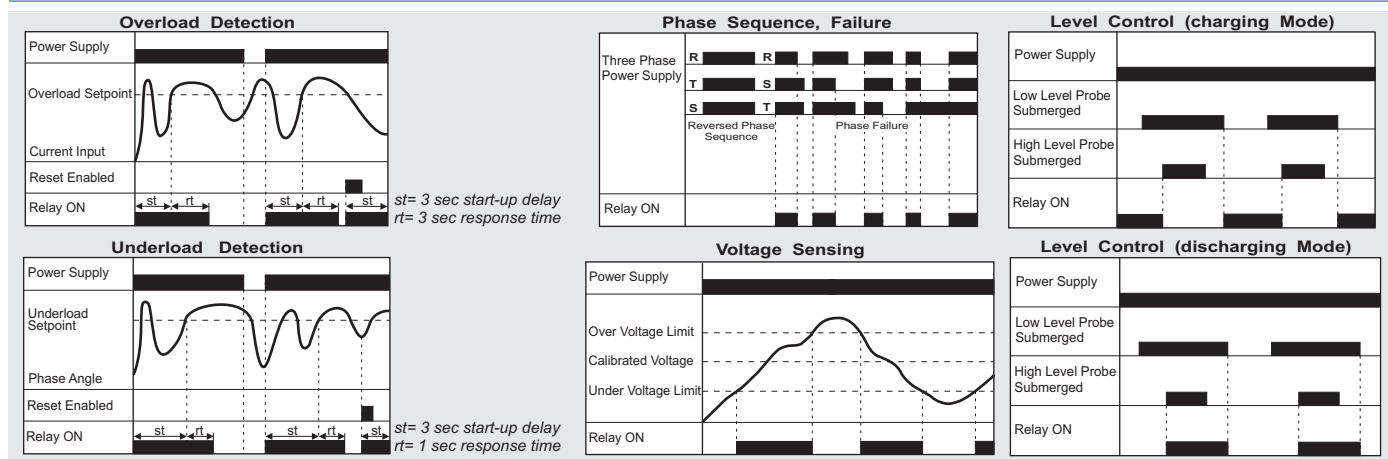 Overload Detection
Power Supply
Overload Setpoint
Current Input
Reset Enabled
st rt st rt st
Relay ON
st= 3 sec start-up delay
rt= 3 sec response time
Underload Detection
Power Supply
Underload
Setpoint
Phase Angle
Reset Enabled
Relay ON
st rt st rt st
st= 3 sec start-up delay
rt= 1 sec response time
Phase Sequence, Failure
Three Phase
Power Supply
R R
T S
S T
Reversed Phase
Sequence
Phase Failure
Relay ON
Voltage Sensing
Power Supply
Over Voltage Limit
Calibrated Voltage
Under Voltage Limit
Relay ON
Level Control (charging Mode)
Power Supply
Low Level Probe
Submerged
High Level Probe
Submerged
Relay ON
Level Control (discharging Mode)
Power Supply
Low Level Probe
Submerged
High Level Probe
Submerged
Relay ON